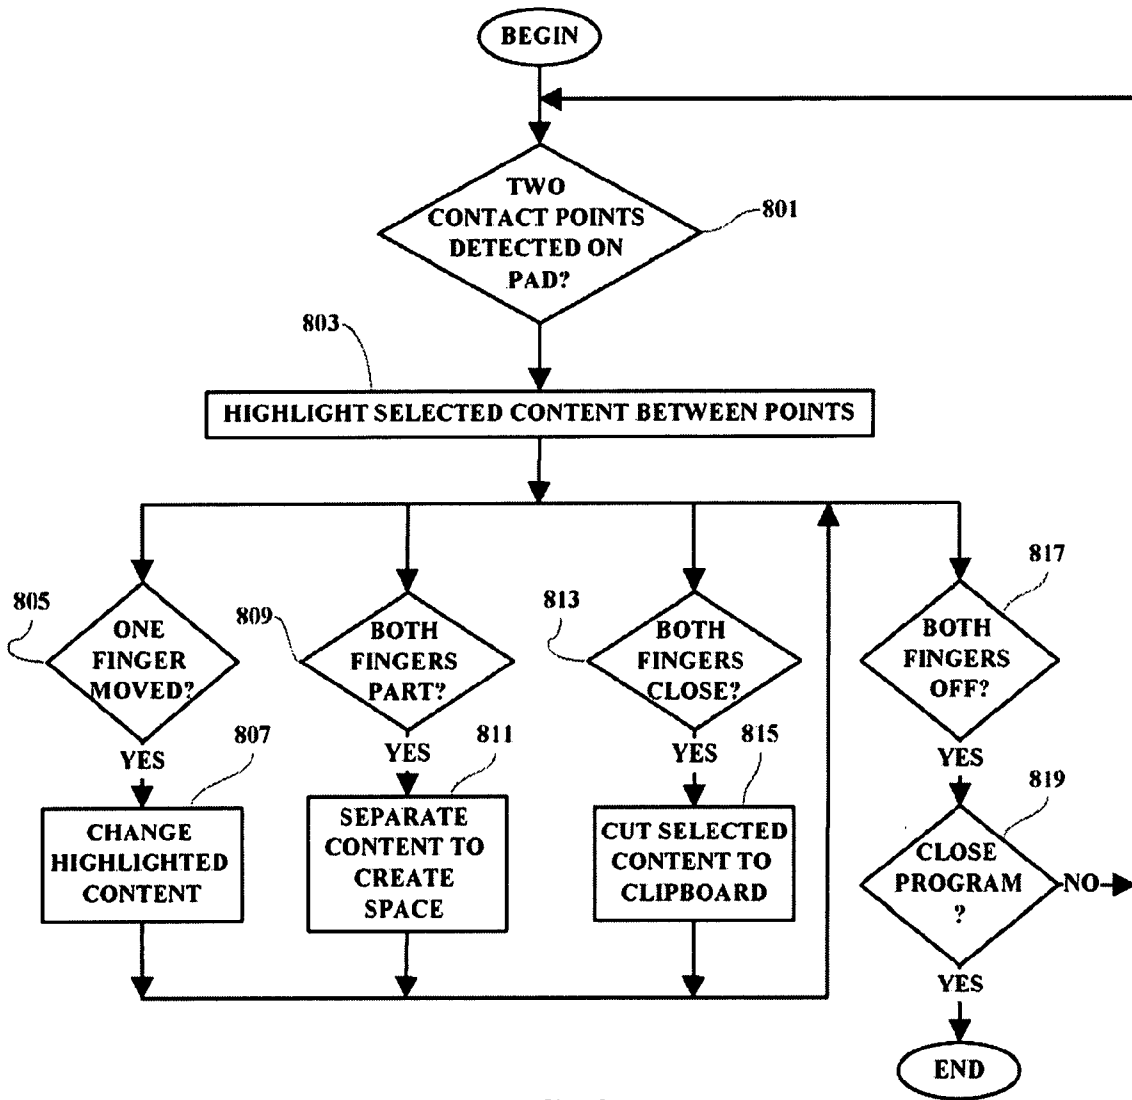 BEGIN
TWO
CONTACT POINTS
DETECTED ON
PAD?
801
803
HIGHLIGHT SELECTED CONTENT BETWEEN POINTS
805
ONE
FINGER
MOVED?
YES
807
CHANGE
HIGHLIGHTED
CONTENT
809
BOTH
FINGERS
PART?
YES
811
SEPARATE
CONTENT TO
CREATE
SPACE
813
BOTH
FINGERS
CLOSE?
YES
815
CUT SELECTED
CONTENT TO
CLIPBOARD
817
BOTH
FINGERS
OFF?
YES
819
CLOSE
PROGRAM
?
NO
YES
END